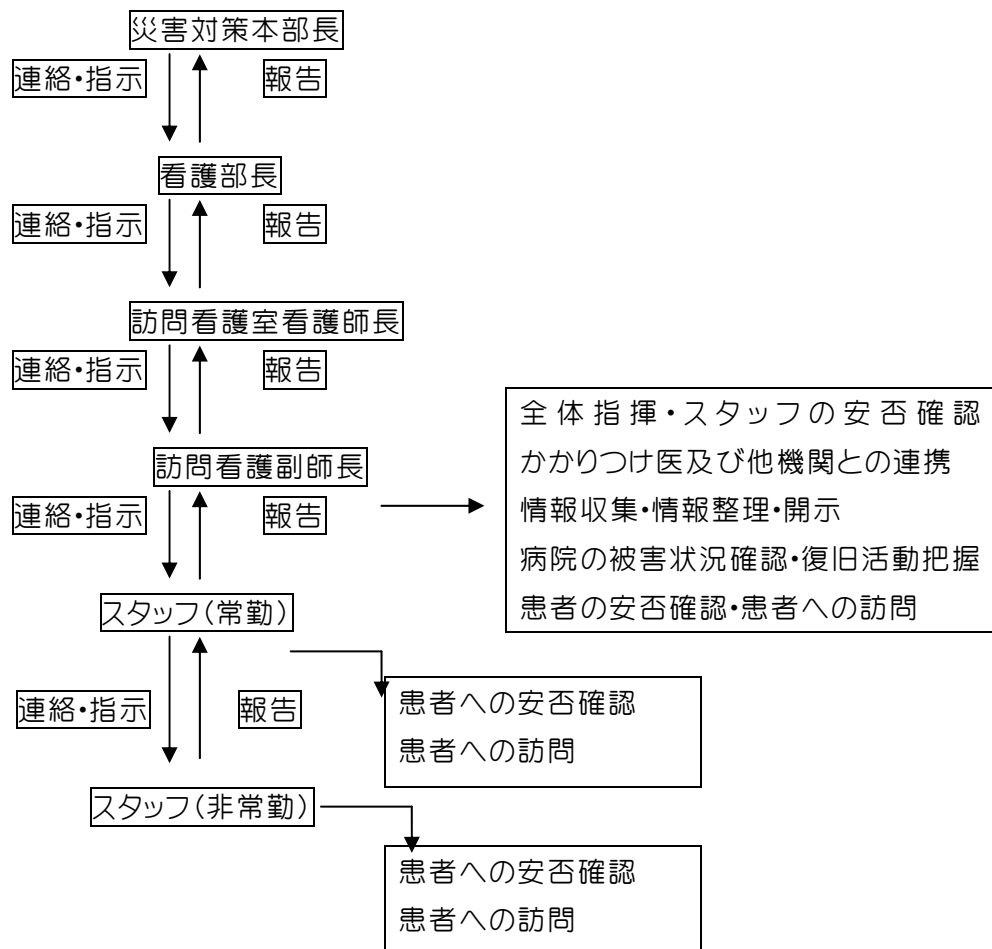 災害対策本部長
連絡・指示 報告
看護部長
連絡・指示 報告
訪問看護室看護師長
連絡・指示 報告
訪問看護副師長
連絡・指示 報告
全体指揮・スタッフの安否確認
かかりつけ医及び他機関との連携
情報収集・情報整理・開示
病院の被害状況確認・復旧活動把握
患者の安否確認・患者への訪問
スタッフ(常勤)
連絡・指示 報告
患者への安否確認
患者への訪問
スタッフ(非常勤)
患者への安否確認
患者への訪問